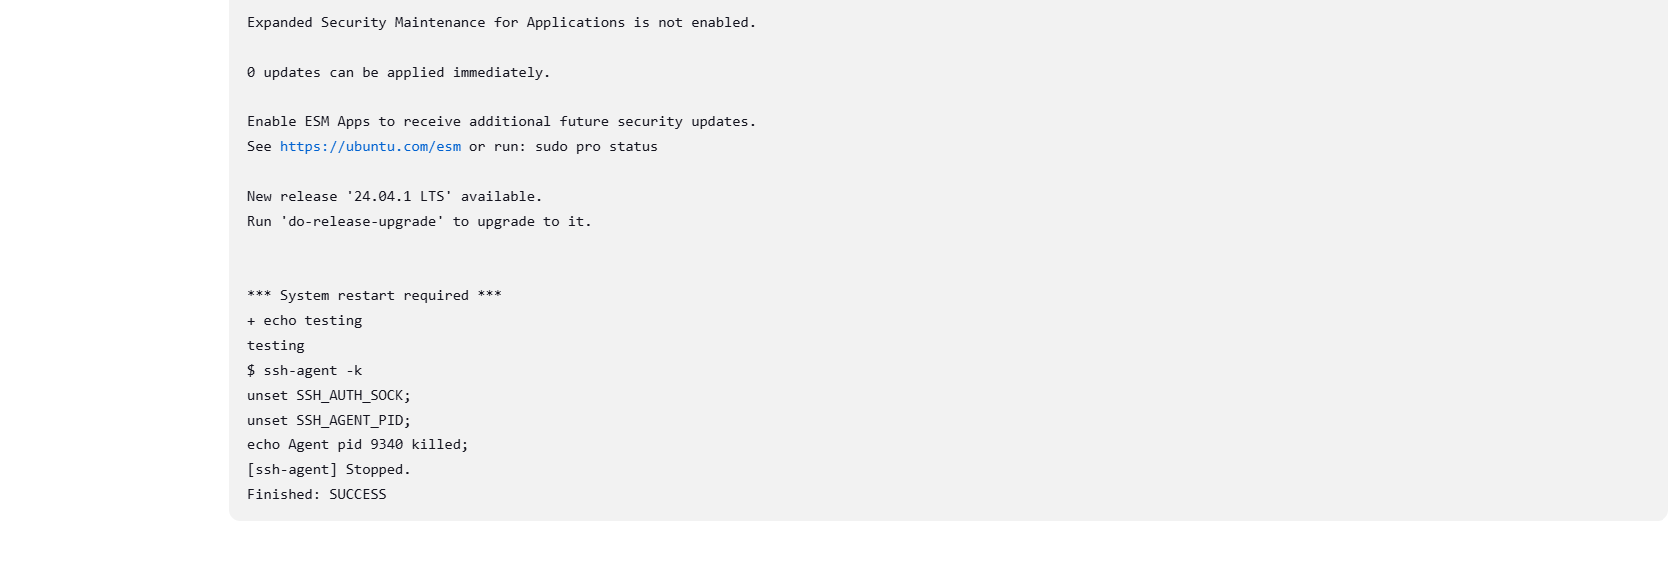 Expanded Security Maintenance for Applications is not enabled.
0 updates can be applied immediately.
Enable ESM Apps to receive additional future security updates.
See https://ubuntu.com/esm or run: sudo pro status
New release '24.04.1 LTS' available.
Run 'do-release-upgrade' to upgrade to it.
*** System restart required ***
+ echo testing
testing
$ ssh-agent -k
unset SSH_AUTH_SOCK;
unset SSH_AGENT_PID;
echo Agent pid 9340 killed;
[ssh-agent] Stopped.
Finished: SUCCESS